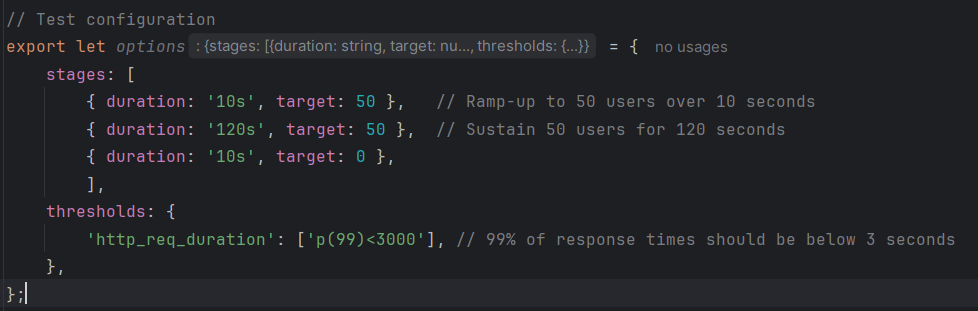 // Test configuration
export let options : {stages: [{duration: string, target: nu..., thresholds: {...}} = { no usages
    stages: [
        { duration: '10s', target: 50 },   // Ramp-up to 50 users over 10 seconds
        { duration: '120s', target: 50 },  // Sustain 50 users for 120 seconds
        { duration: '10s', target: 0 },
        ],
    thresholds: {
        'http_req_duration': ['p(99)<3000'], // 99% of response times should be below 3 seconds
    },
};